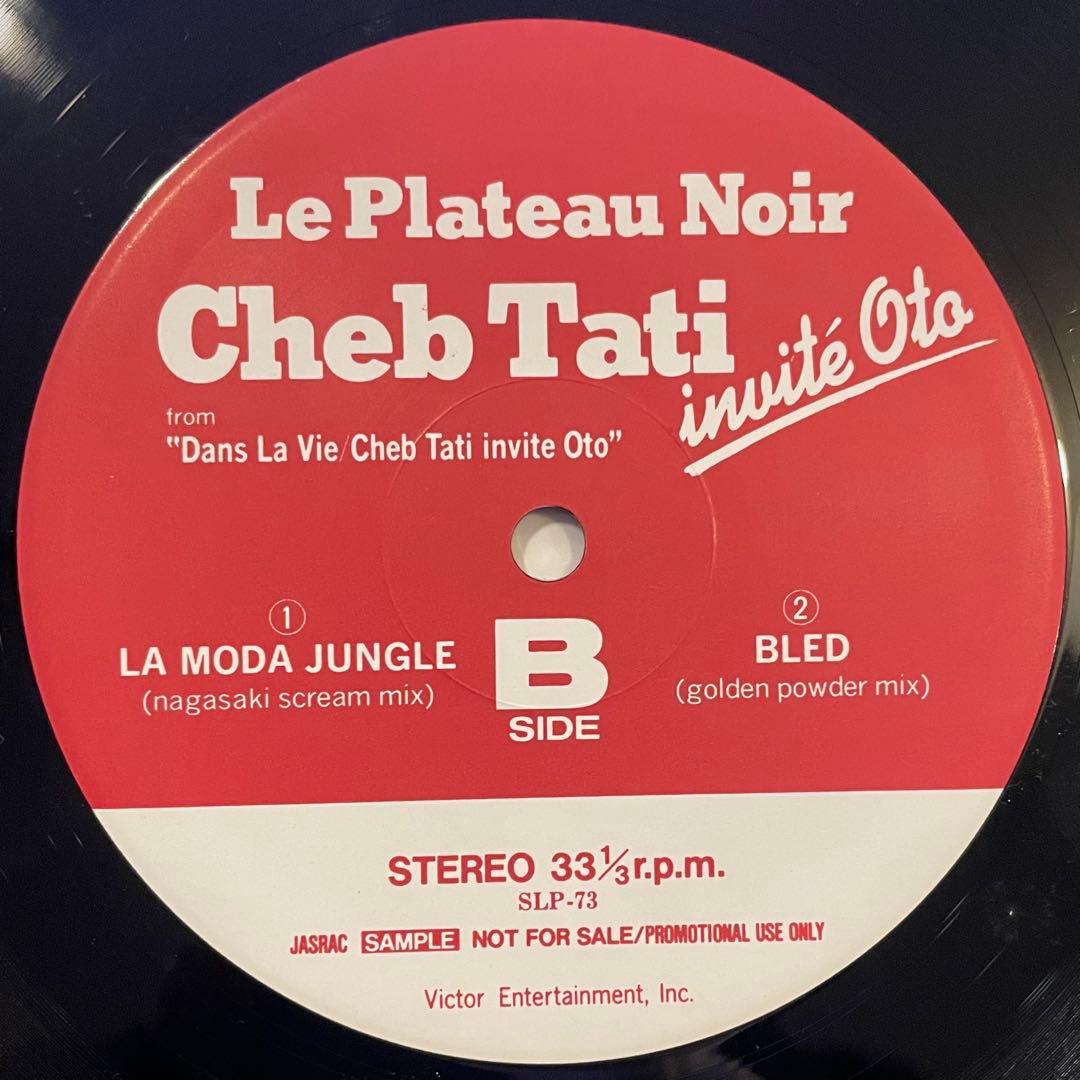 Le Plateau Noir
Cheb Tati
invité Oto
from
"Dans La Vie/Cheb Tati invite Oto"
①
LA MODA JUNGLE
(nagasaki scream mix)
B
SIDE
②
BLED
(golden powder mix)
STEREO 33⅓r.p.m.
SLP-73
JASRAC SAMPLE NOT FOR SALE/PROMOTIONAL USE ONLY
Victor Entertainment, Inc.